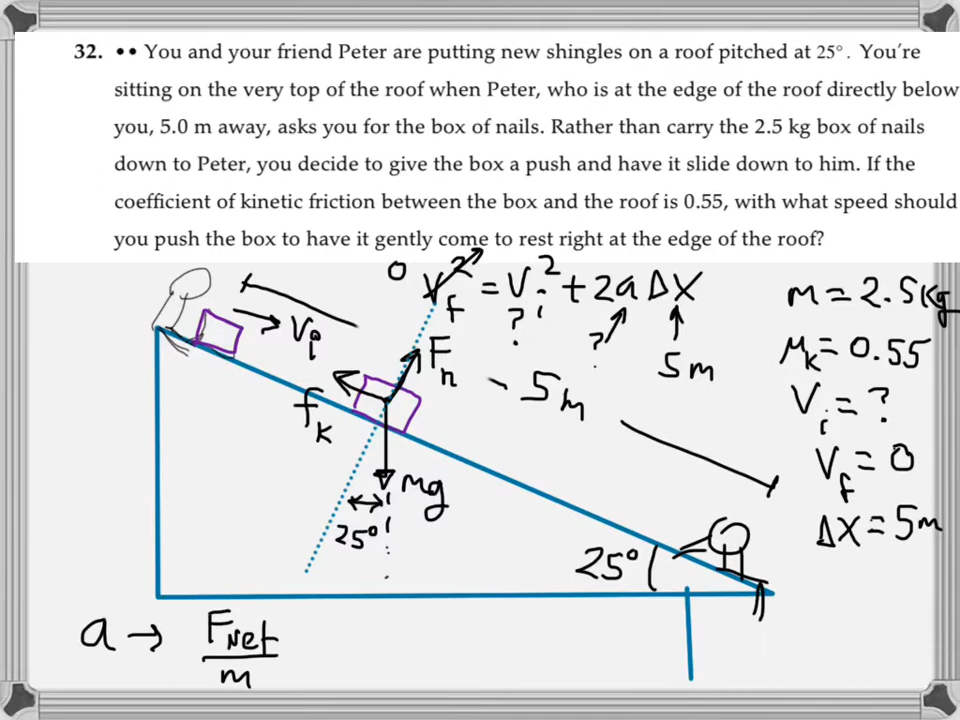 32. •• You and your friend Peter are putting new shingles on a roof pitched at 25°. You're
sitting on the very top of the roof when Peter, who is at the edge of the roof directly below
you, 5.0 m away, asks you for the box of nails. Rather than carry the 2.5 kg box of nails
down to Peter, you decide to give the box a push and have it slide down to him. If the
coefficient of kinetic friction between the box and the roof is 0.55, with what speed should
you push the box to have it gently come to rest right at the edge of the roof?
0
Vf² = Vi² + 2aΔX
? ? 5m
m = 2.5kg
μk = 0.55
Vi = ?
Vf = 0
ΔX = 5m
Vi
Fn
fk
5m
mg
25°
25°
a → FNet
m